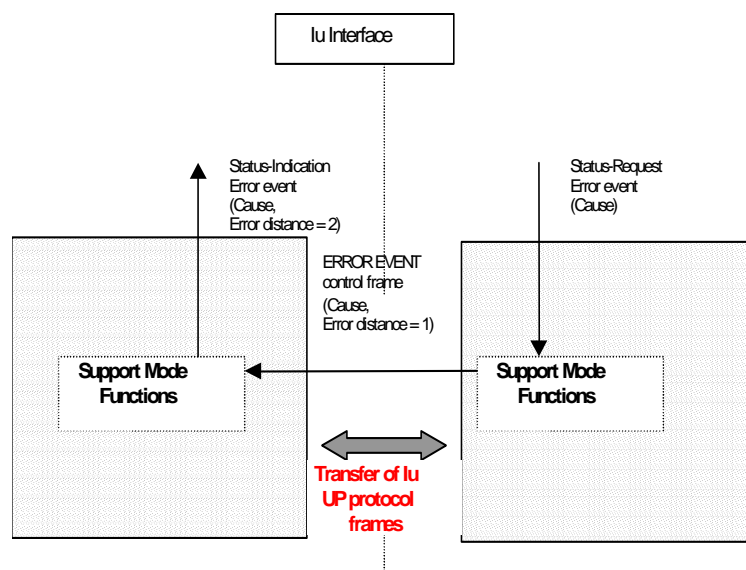 Iu Interface
Status-Indication
Error event
(Cause,
Error distance = 2)
Status-Request
Error event
(Cause)
ERROR EVENT
control frame
(Cause,
Error distance = 1)
Support Mode
Functions
Support Mode
Functions
Transfer of Iu
UP protocol
frames